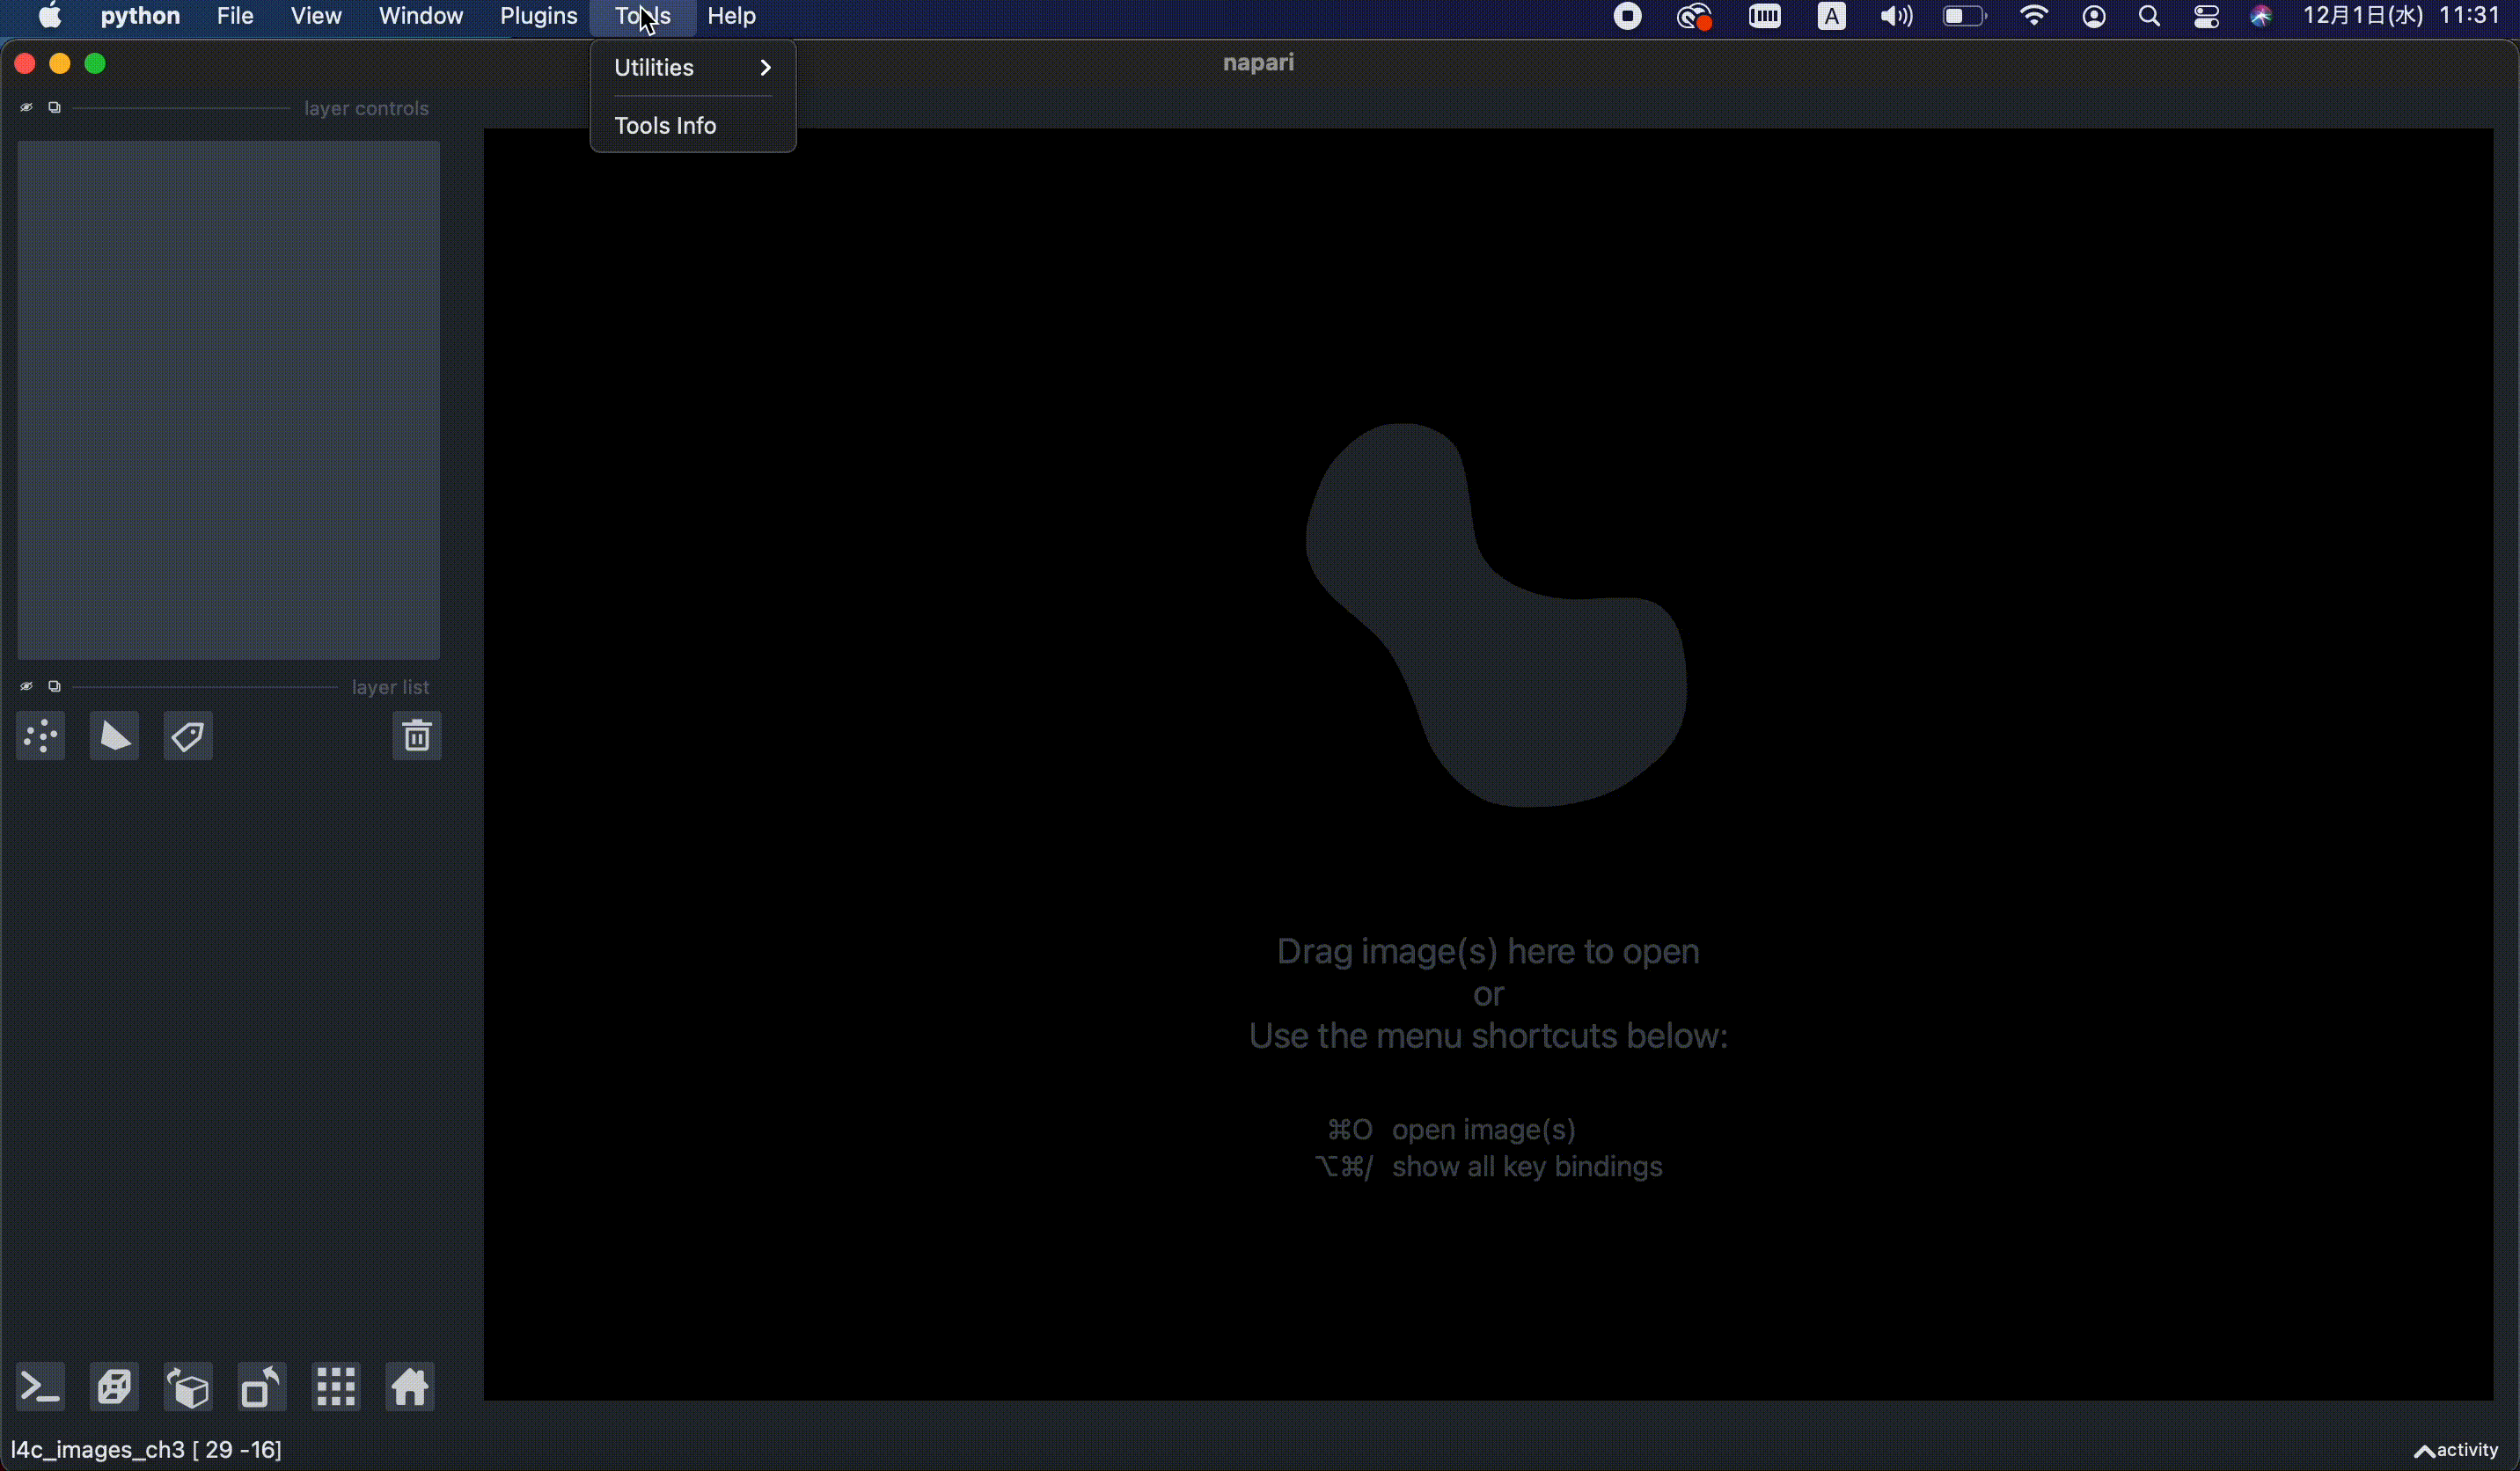 python File View Window Plugins Tools Help A 12月1日(水) 11:31
napari
Utilities
Tools Info
layer controls
layer list
Drag image(s) here to open
or
Use the menu shortcuts below:
⌘O open image(s)
⌥⌘/ show all key bindings
l4c_images_ch3 [ 29 -16]
activity